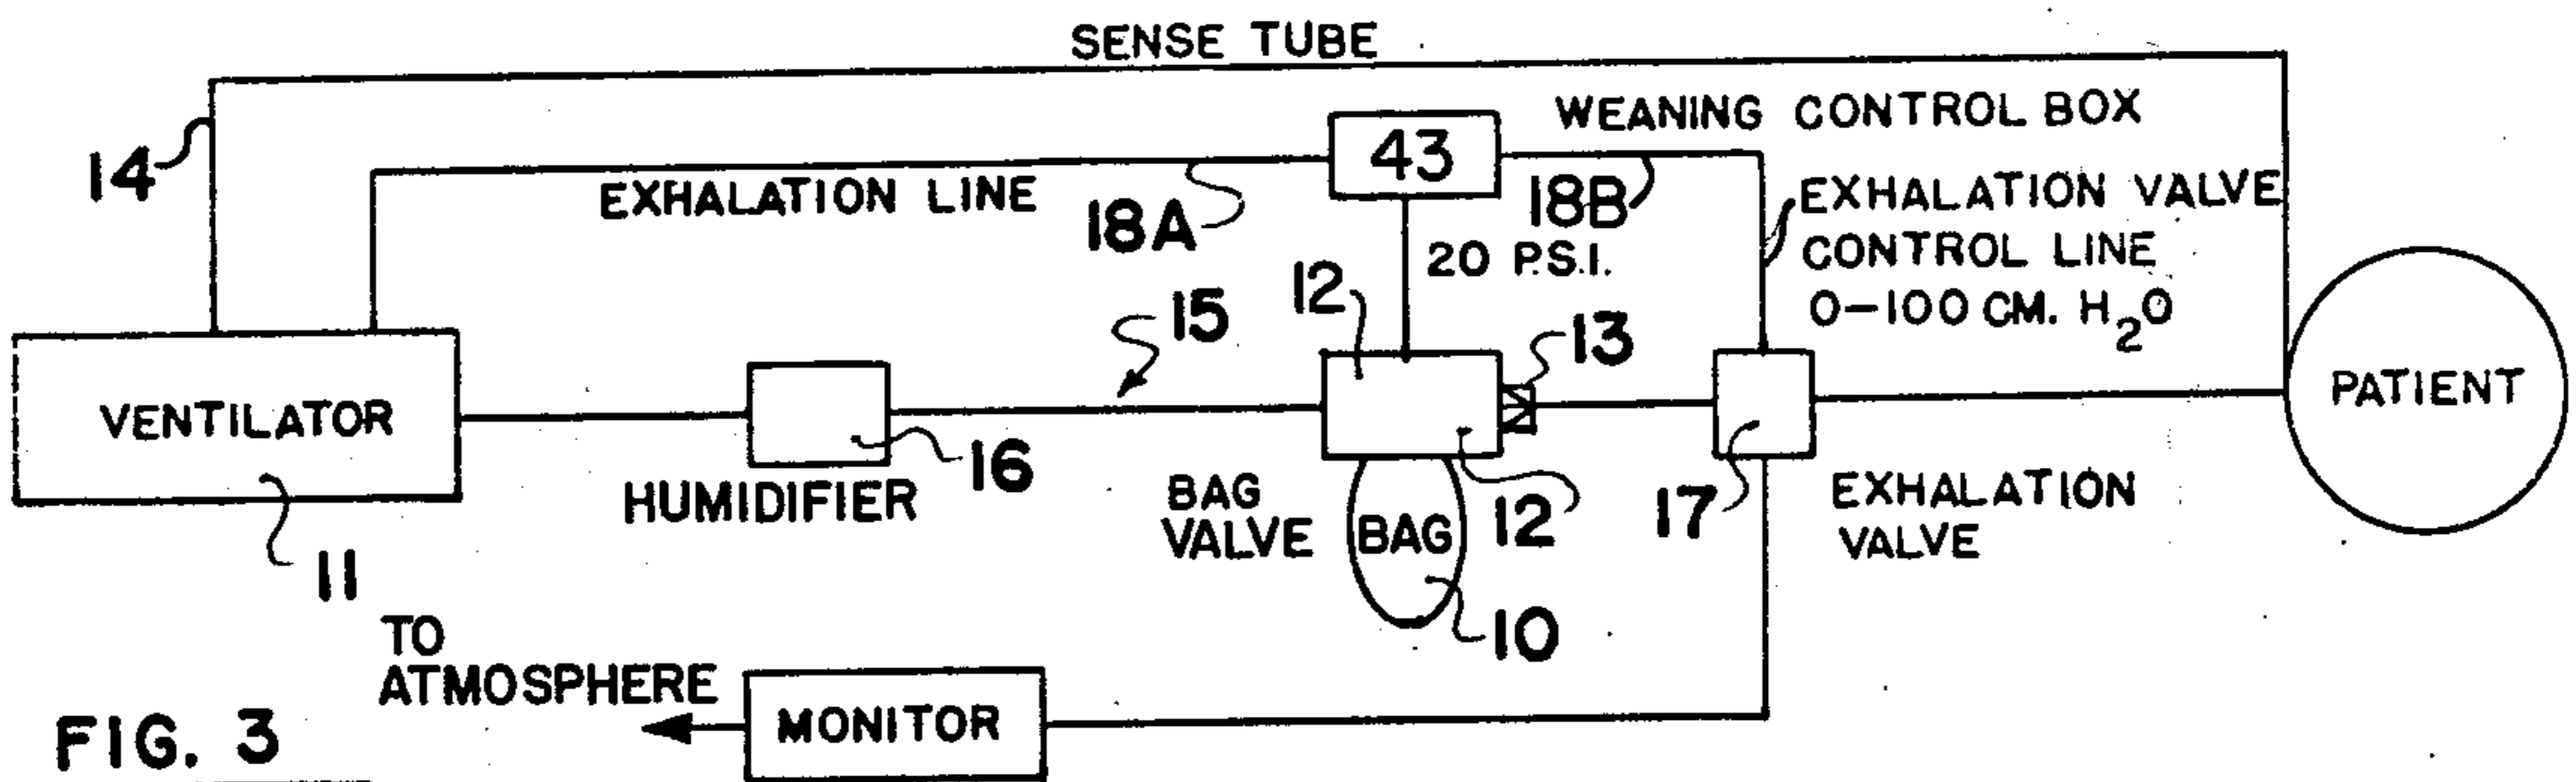 SENSE TUBE
WEANING CONTROL BOX
43
14
EXHALATION LINE
18A
18B
EXHALATION VALVE
CONTROL LINE
0-100 CM. H₂O
20 P.S.I.
12
15
13
VENTILATOR
PATIENT
16
HUMIDIFIER
BAG
VALVE
BAG
12
17
EXHALATION
VALVE
11
10
TO
ATMOSPHERE
MONITOR
FIG. 3